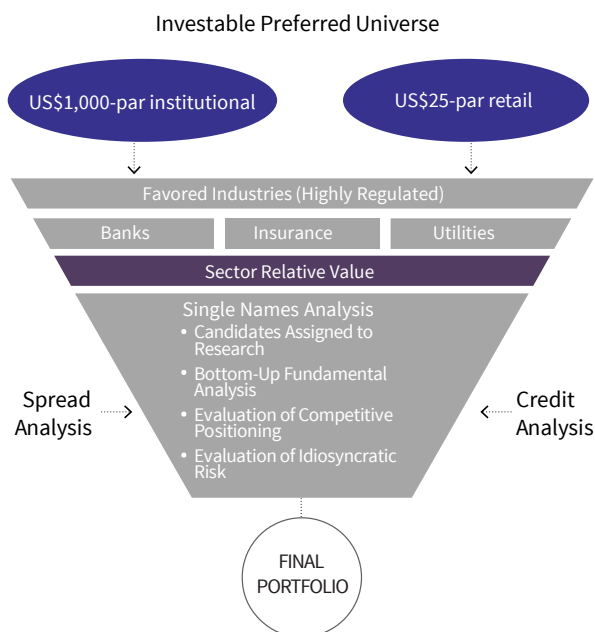 Investable Preferred Universe
US$1,000-par institutional
US$25-par retail
Favored Industries (Highly Regulated)
Banks
Insurance
Utilities
Sector Relative Value
Single Names Analysis
• Candidates Assigned to
Research
• Bottom-Up Fundamental
Analysis
• Evaluation of Competitive
Positioning
• Evaluation of Idiosyncratic
Risk
Spread
Analysis
Credit
Analysis
FINAL
PORTFOLIO